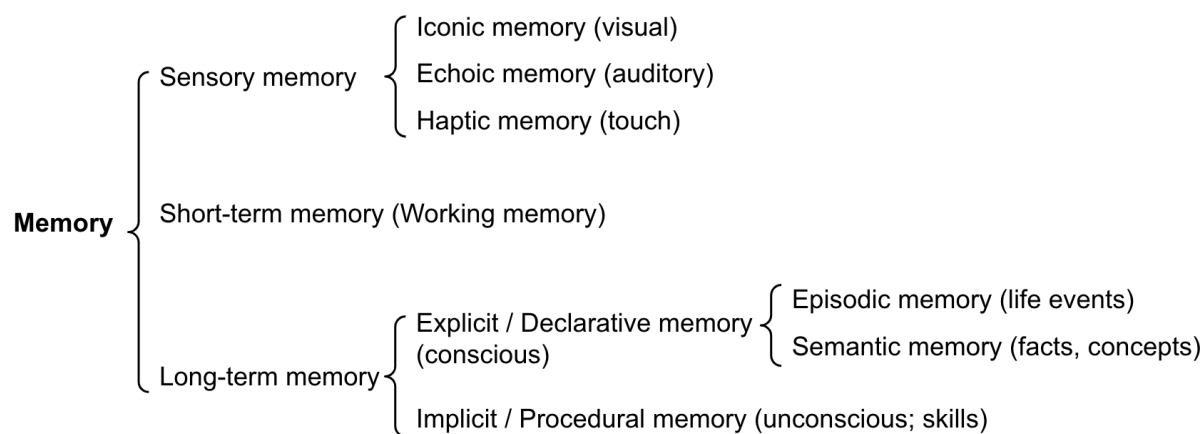 Memory
Sensory memory
Iconic memory (visual)
Echoic memory (auditory)
Haptic memory (touch)
Short-term memory (Working memory)
Long-term memory
Explicit / Declarative memory
(conscious)
Episodic memory (life events)
Semantic memory (facts, concepts)
Implicit / Procedural memory (unconscious; skills)